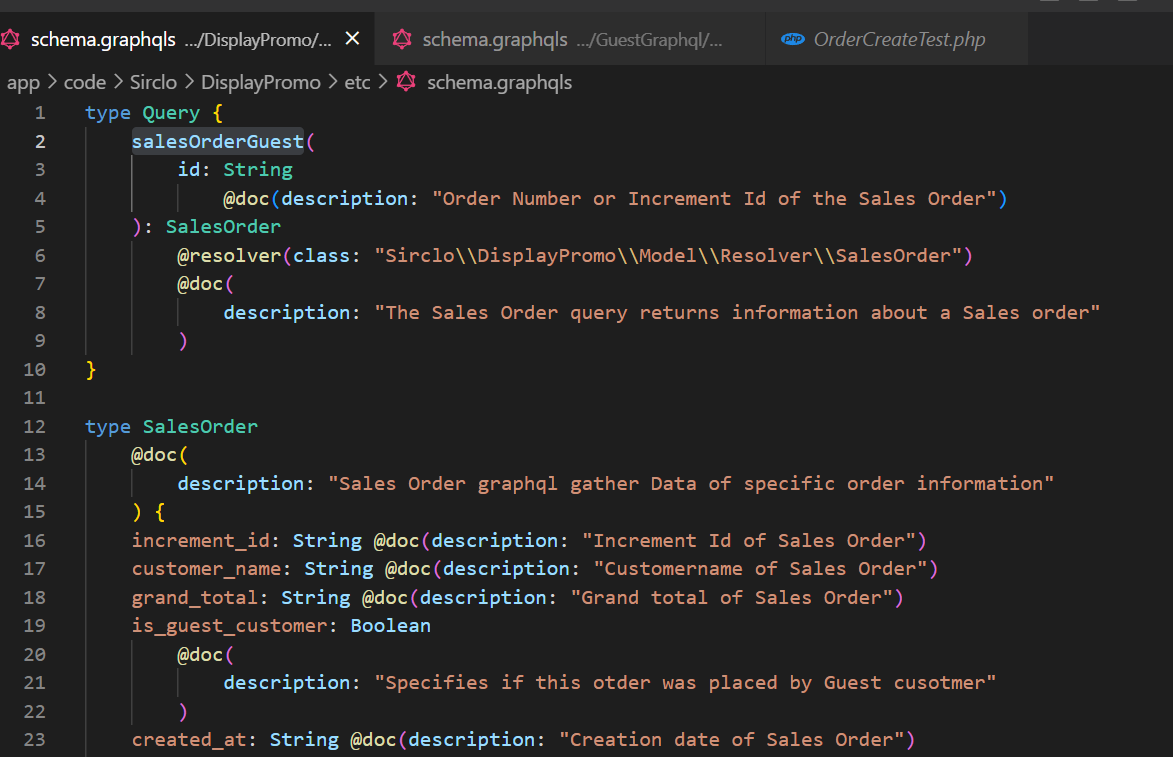 schema.graphqls .../DisplayPromo/... × schema.graphqls .../GuestGraphql/... php OrderCreateTest.php
app > code > Sirclo > DisplayPromo > etc > schema.graphqls
1 type Query {
2 salesOrderGuest(
3 id: String
4 @doc(description: "Order Number or Increment Id of the Sales Order")
5 ): SalesOrder
6 @resolver(class: "Sirclo\\DisplayPromo\\Model\\Resolver\\SalesOrder")
7 @doc(
8 description: "The Sales Order query returns information about a Sales order"
9 )
10 }
11
12 type SalesOrder
13 @doc(
14 description: "Sales Order graphql gather Data of specific order information"
15 ) {
16 increment_id: String @doc(description: "Increment Id of Sales Order")
17 customer_name: String @doc(description: "Customername of Sales Order")
18 grand_total: String @doc(description: "Grand total of Sales Order")
19 is_guest_customer: Boolean
20 @doc(
21 description: "Specifies if this otder was placed by Guest cusotmer"
22 )
23 created_at: String @doc(description: "Creation date of Sales Order")